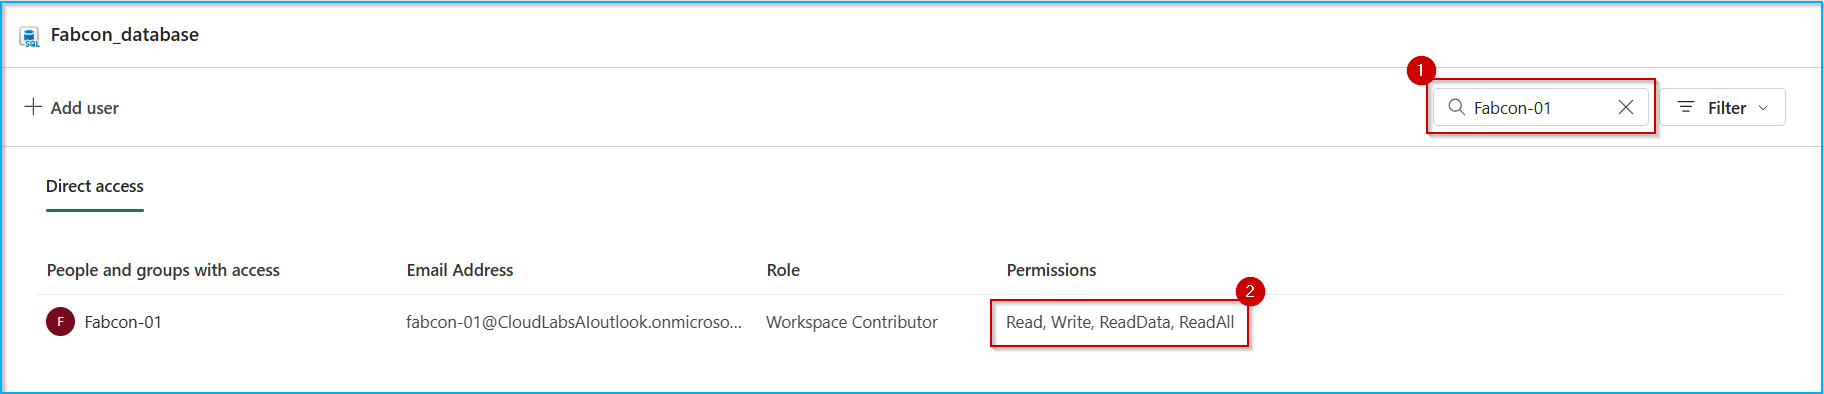 SQL
Fabcon_database
1
Add user
Fabcon-01
Filter
Direct access
People and groups with access Email Address Role Permissions
2
F Fabcon-01 fabcon-01@CloudLabsAIoutlook.onmicroso... Workspace Contributor Read, Write, ReadData, ReadAll